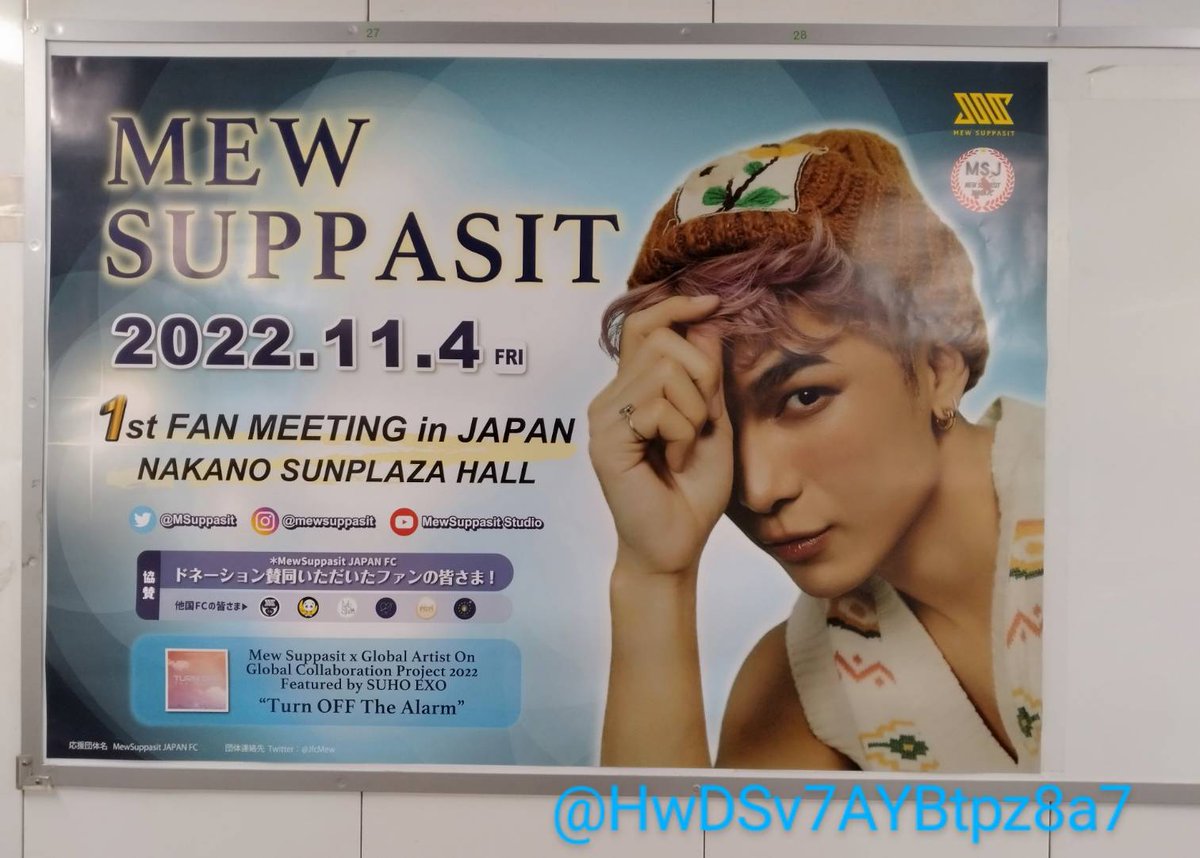 27
28
MEW
SUPPASIT
2022.11.4 FRI
1st FAN MEETING in JAPAN
NAKANO SUNPLAZA HALL
@MSuppasit @mewsuppasit MewSuppasit Studio
協賛
*MewSuppasit JAPAN FC
ドネーション賛同いただいたファンの皆さま！
他国FCの皆さま▶
TURN OFF
Mew Suppasit x Global Artist On
Global Collaboration Project 2022
Featured by SUHO EXO
“Turn OFF The Alarm”
応援団体名 MewSuppasit JAPAN FC 団体連絡先 Twitter：@JfcMew
MEW SUPPASIT
MSJ
@HwDSv7AYBtpz8a7